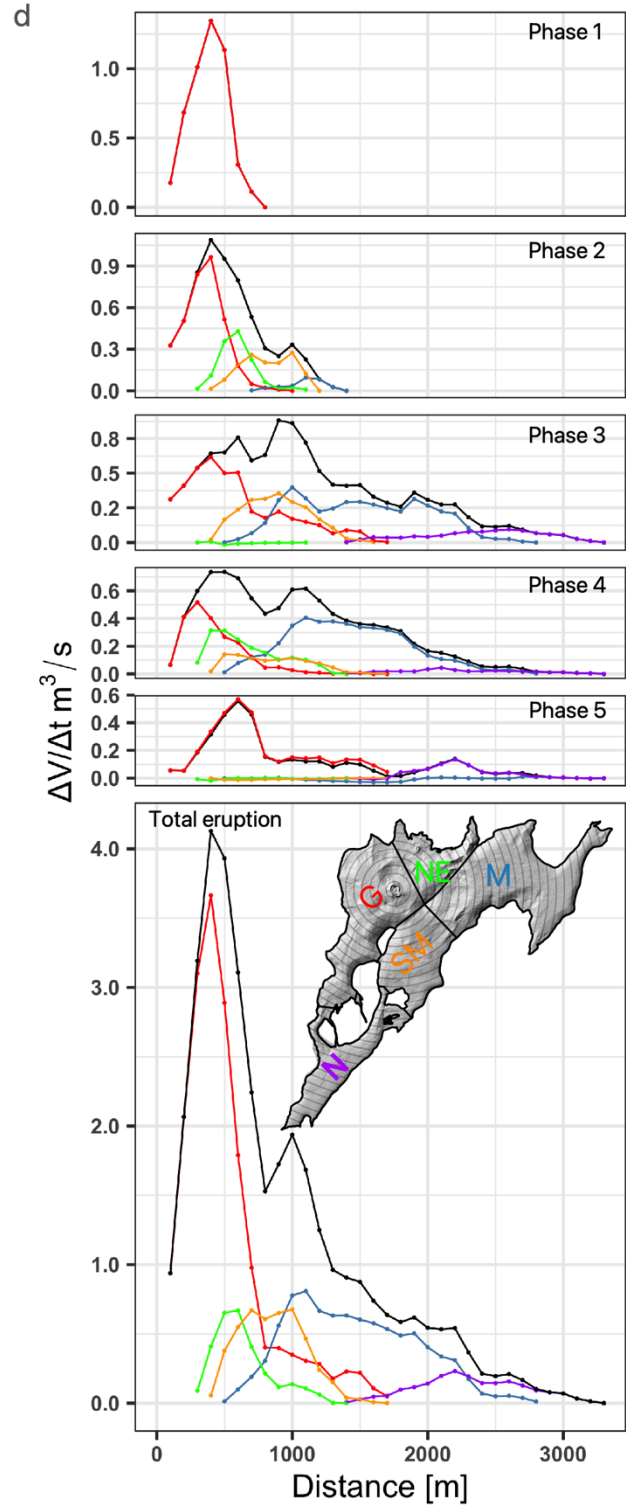 d
Phase 1
1.0
0.5
0.0
Phase 2
0.9
0.6
0.3
0.0
Phase 3
0.8
0.5
0.2
0.0
Phase 4
0.6
0.4
0.2
0.0
Phase 5
0.6
0.4
0.2
0.0
ΔV/Δt m³/s
Total eruption
4.0
3.0
2.0
1.0
0.0
G
NE
M
SM
N
0 1000 2000 3000
Distance [m]